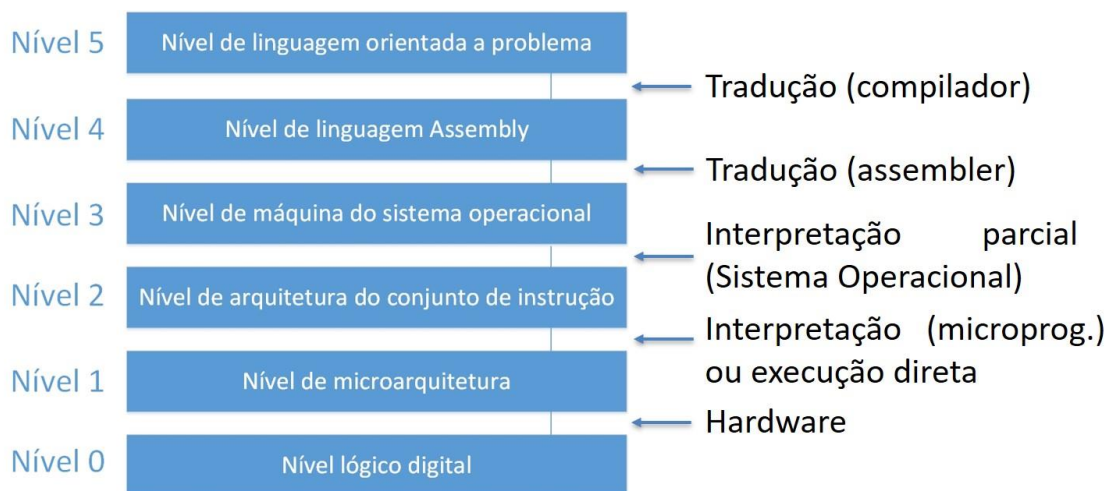 Nível 5
Nível de linguagem orientada a problema
Tradução (compilador)
Nível 4
Nível de linguagem Assembly
Tradução (assembler)
Nível 3
Nível de máquina do sistema operacional
Interpretação parcial
(Sistema Operacional)
Nível 2
Nível de arquitetura do conjunto de instrução
Interpretação (microprog.)
ou execução direta
Nível 1
Nível de microarquitetura
Hardware
Nível 0
Nível lógico digital